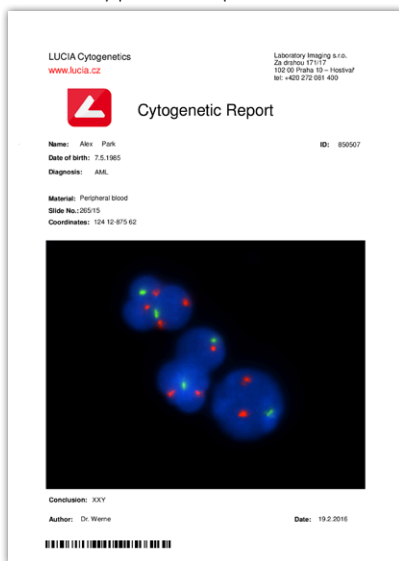 LUCIA Cytogenetics
www.lucia.cz
Laboratory Imaging s.r.o.
Za drahou 171/17
102 00 Praha 10 – Hostivař
tel: +420 272 081 400
Cytogenetic Report
Name: Alex Park ID: 850507
Date of birth: 7.5.1985
Diagnosis: AML
Material: Peripheral blood
Slide No.: 265/15
Coordinates: 124 12-875 62
Conclusion: XXY
Author: Dr. Werne Date: 19.2.2016